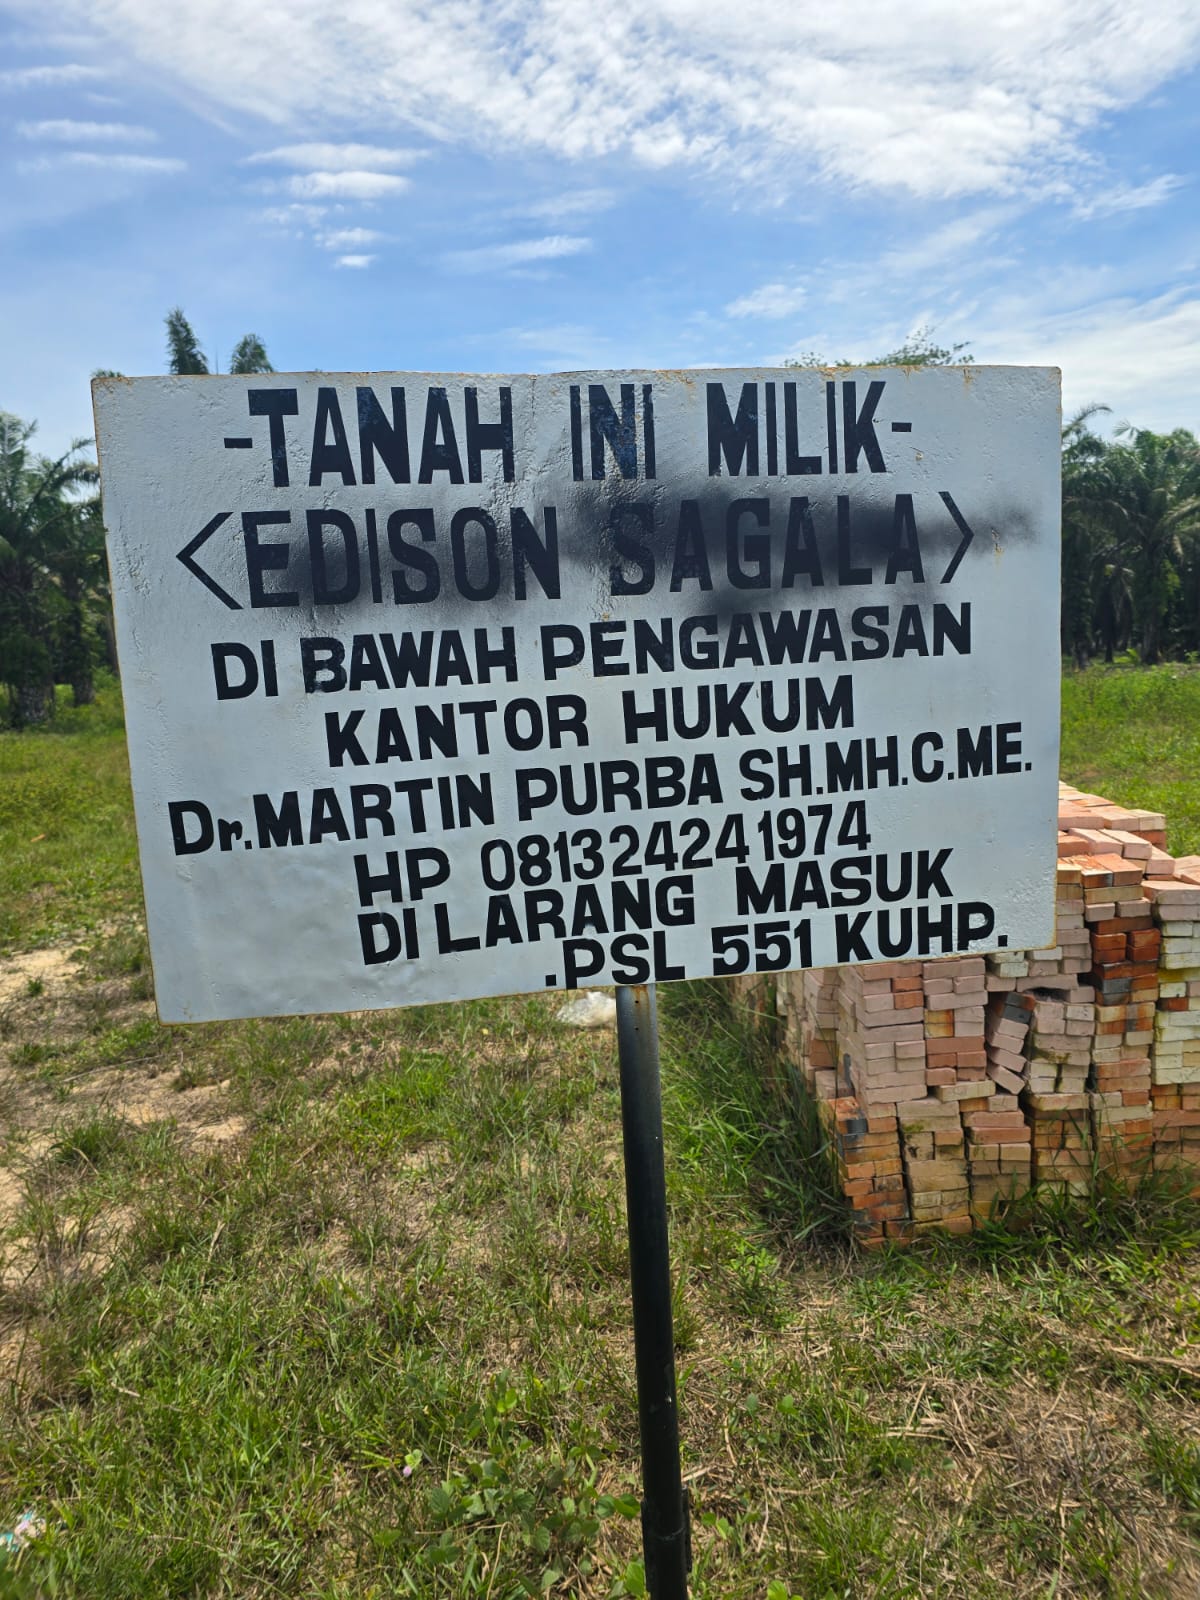 -TANAH INI MILIK-
<EDISON SAGALA>
DI BAWAH PENGAWASAN
KANTOR HUKUM
Dr.MARTIN PURBA SH.MH.C.ME.
HP 081324241974
DI LARANG MASUK
.PSL 551 KUHP.